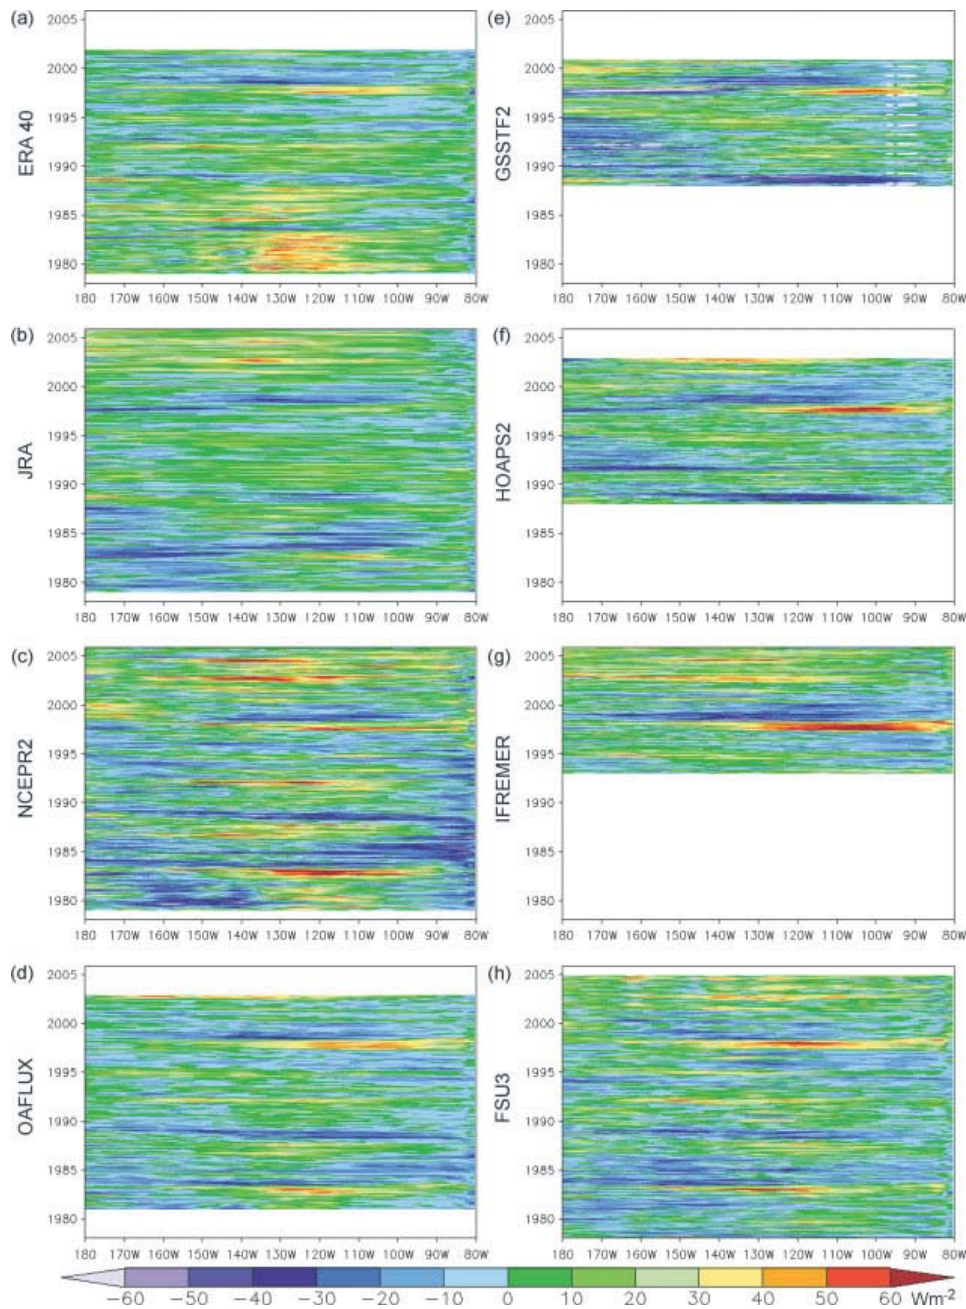 (a)
2005
2000
1995
1990
1985
1980
ERA 40
180 170W 160W 150W 140W 130W 120W 110W 100W 90W 80W
(e)
2005
2000
1995
1990
1985
1980
GSSTF2
180 170W 160W 150W 140W 130W 120W 110W 100W 90W 80W
(b)
2005
2000
1995
1990
1985
1980
JRA
180 170W 160W 150W 140W 130W 120W 110W 100W 90W 80W
(f)
2005
2000
1995
1990
1985
1980
HOAPS2
180 170W 160W 150W 140W 130W 120W 110W 100W 90W 80W
(c)
2005
2000
1995
1990
1985
1980
NCEPR2
180 170W 160W 150W 140W 130W 120W 110W 100W 90W 80W
(g)
2005
2000
1995
1990
1985
1980
IFREMER
180 170W 160W 150W 140W 130W 120W 110W 100W 90W 80W
(d)
2005
2000
1995
1990
1985
1980
OAFLUX
180 170W 160W 150W 140W 130W 120W 110W 100W 90W 80W
(h)
2005
2000
1995
1990
1985
1980
FSU3
180 170W 160W 150W 140W 130W 120W 110W 100W 90W 80W
−60 −50 −40 −30 −20 −10 0 10 20 30 40 50 60 Wm⁻²